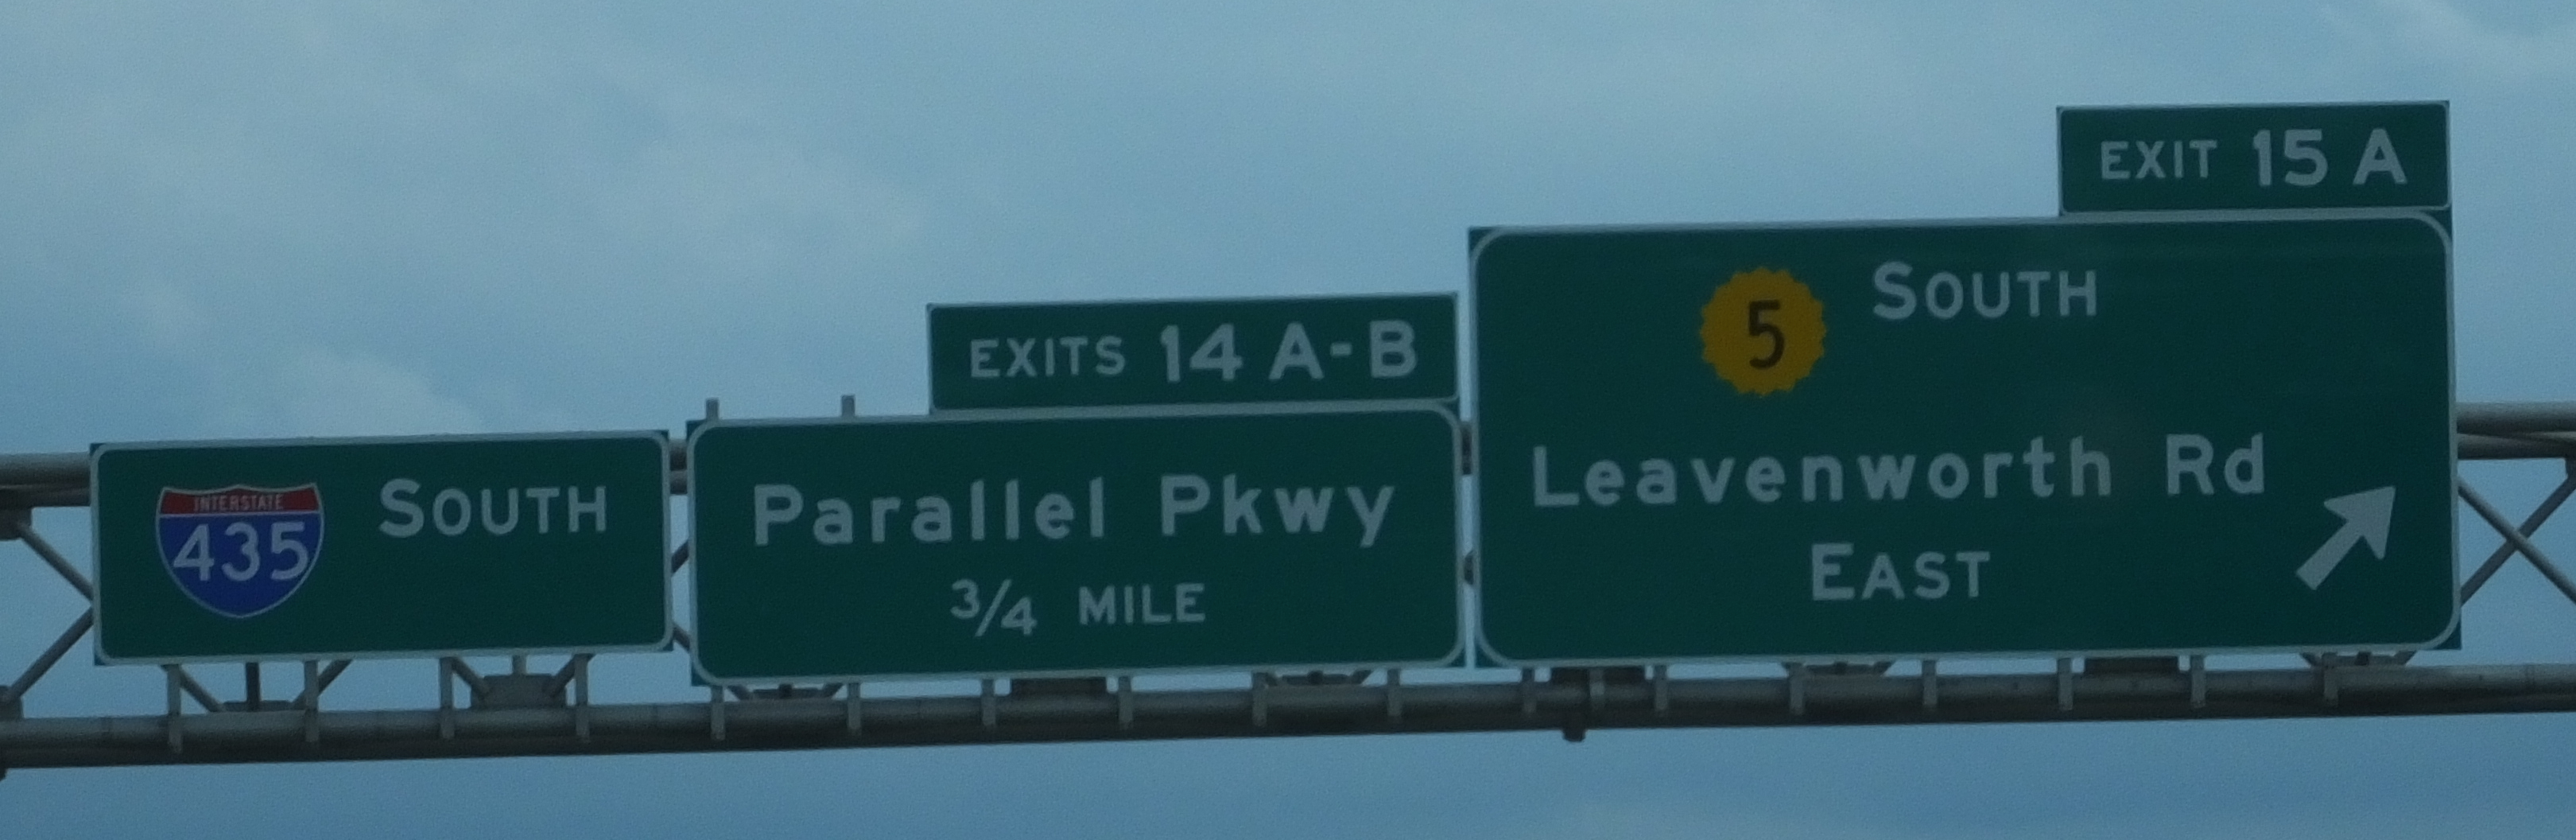 INTERSTATE
435
SOUTH
EXITS 14 A-B
Parallel Pkwy
3/4 MILE
EXIT 15 A
5
SOUTH
Leavenworth Rd
EAST